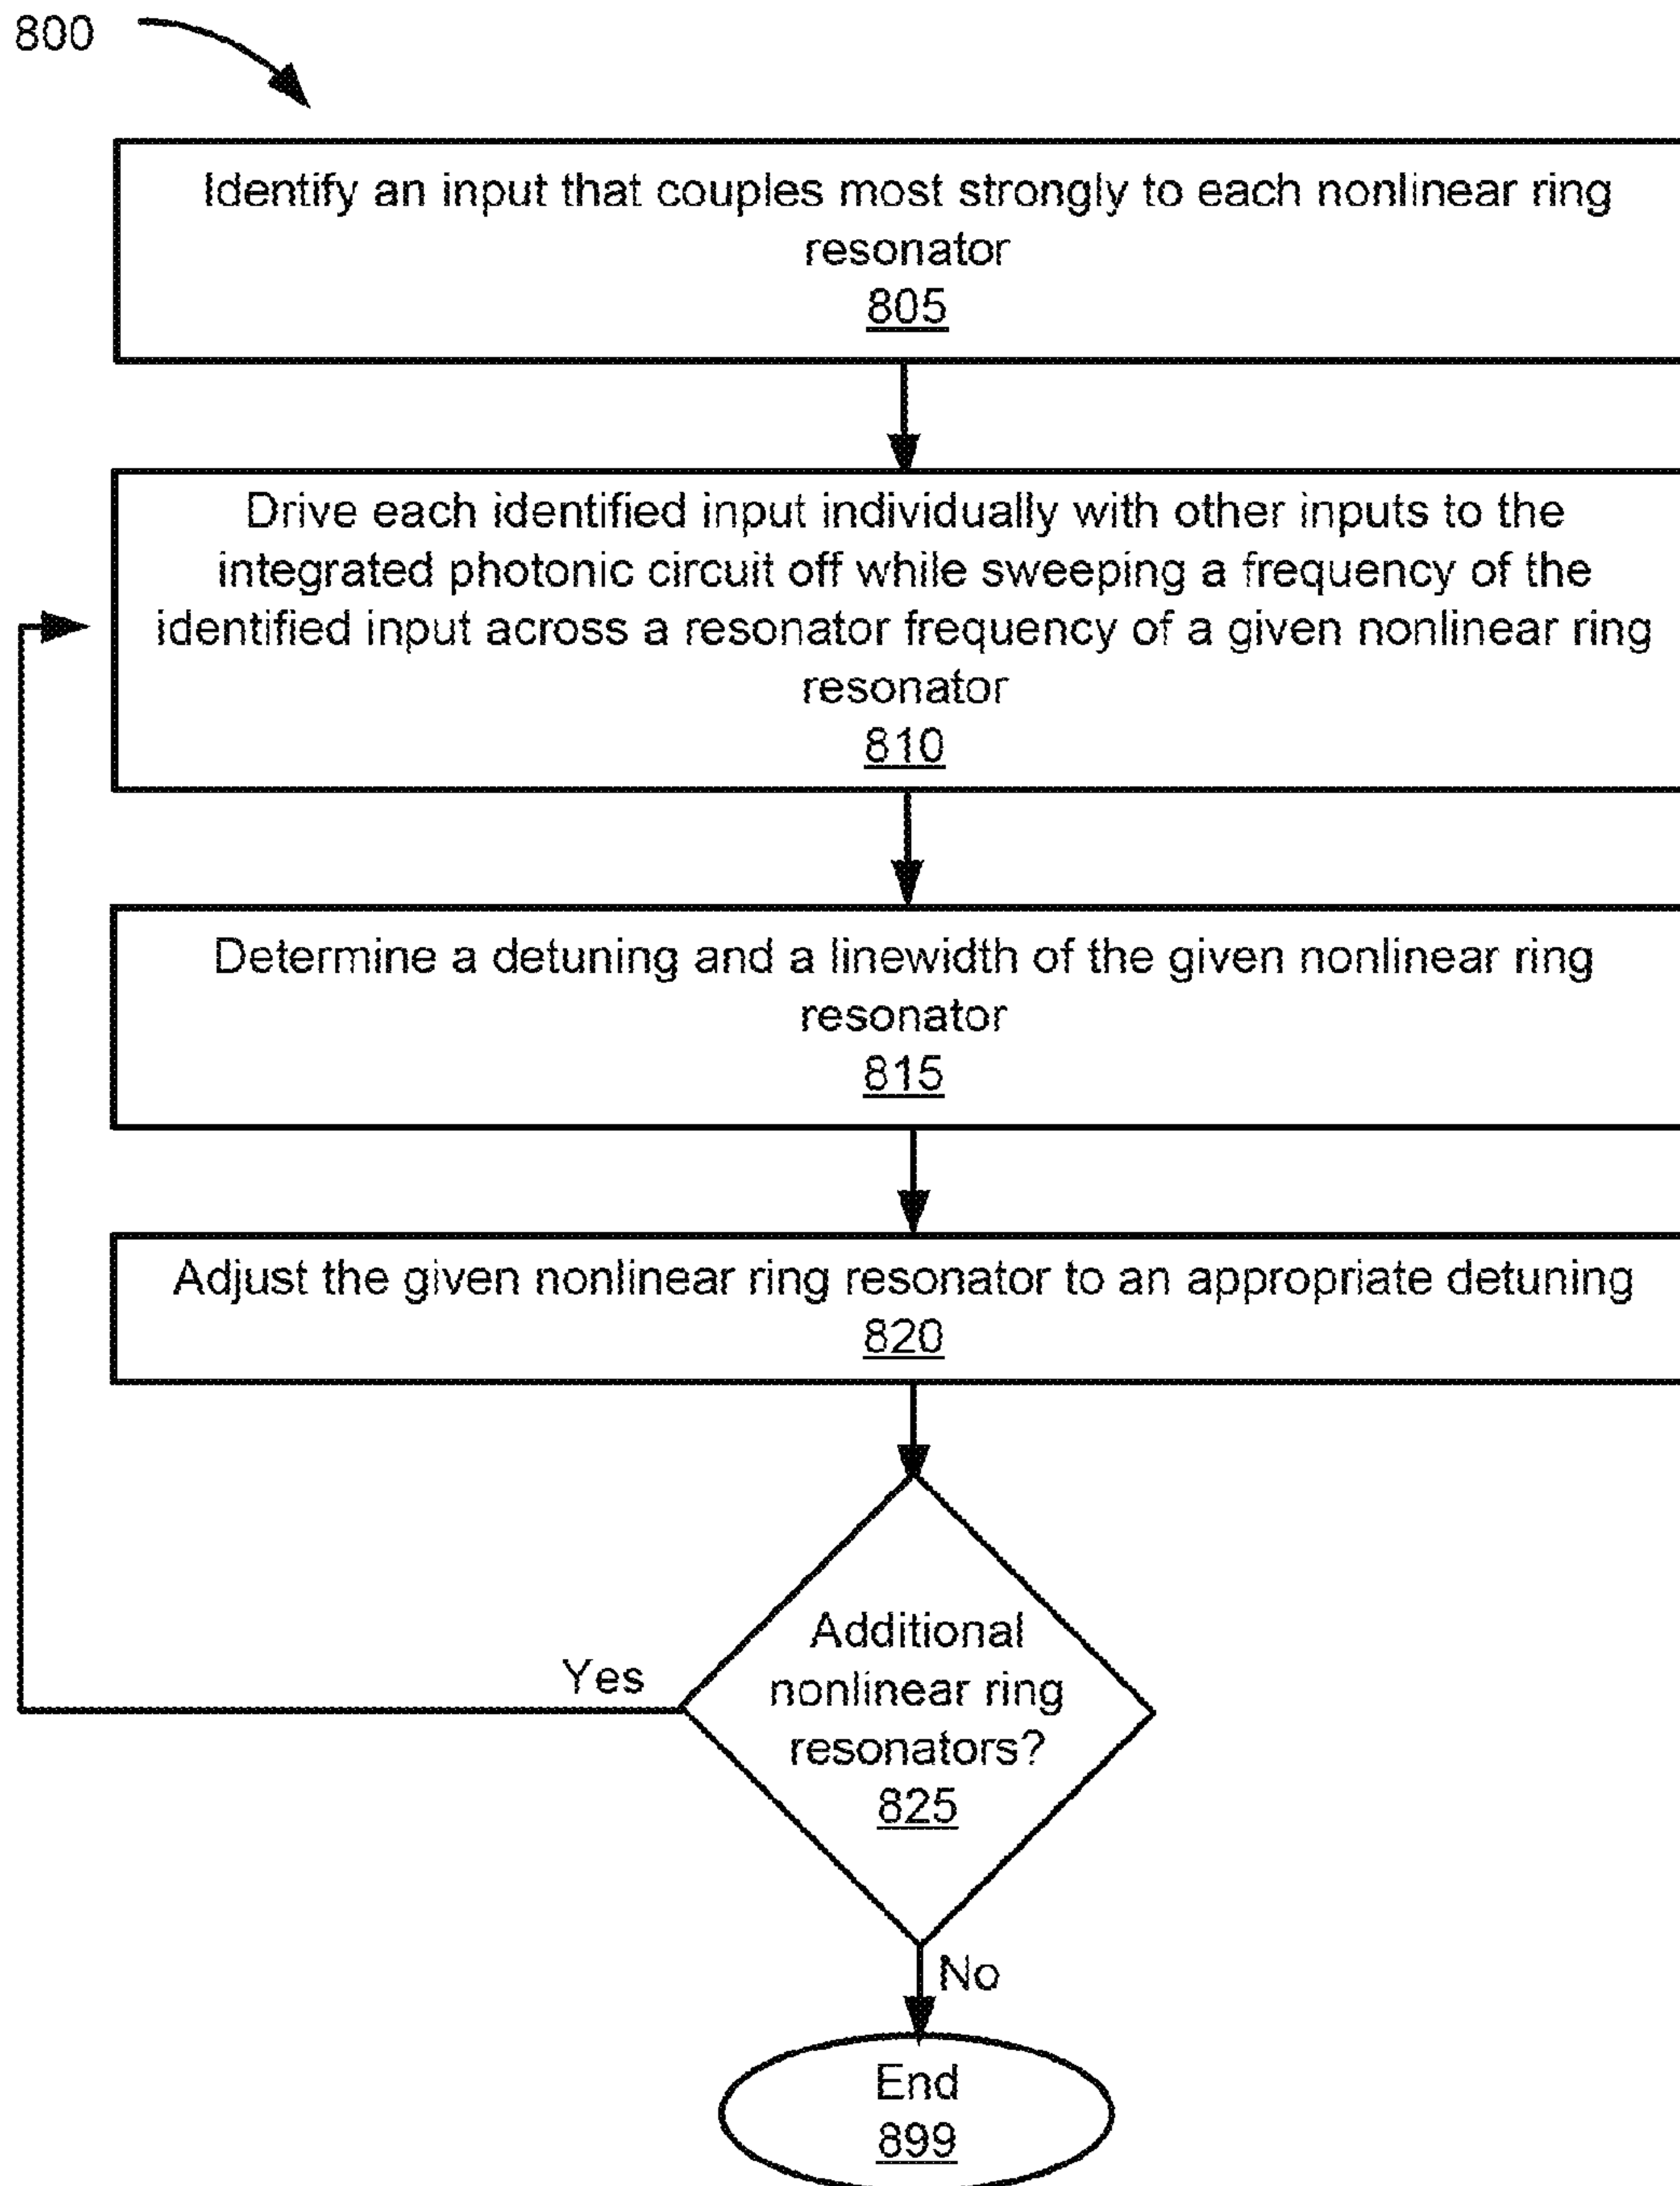 800
Identify an input that couples most strongly to each nonlinear ring
resonator
805
Drive each identified input individually with other inputs to the
integrated photonic circuit off while sweeping a frequency of the
identified input across a resonator frequency of a given nonlinear ring
resonator
810
Determine a detuning and a linewidth of the given nonlinear ring
resonator
815
Adjust the given nonlinear ring resonator to an appropriate detuning
820
Additional
nonlinear ring
resonators?
825
Yes
No
End
899